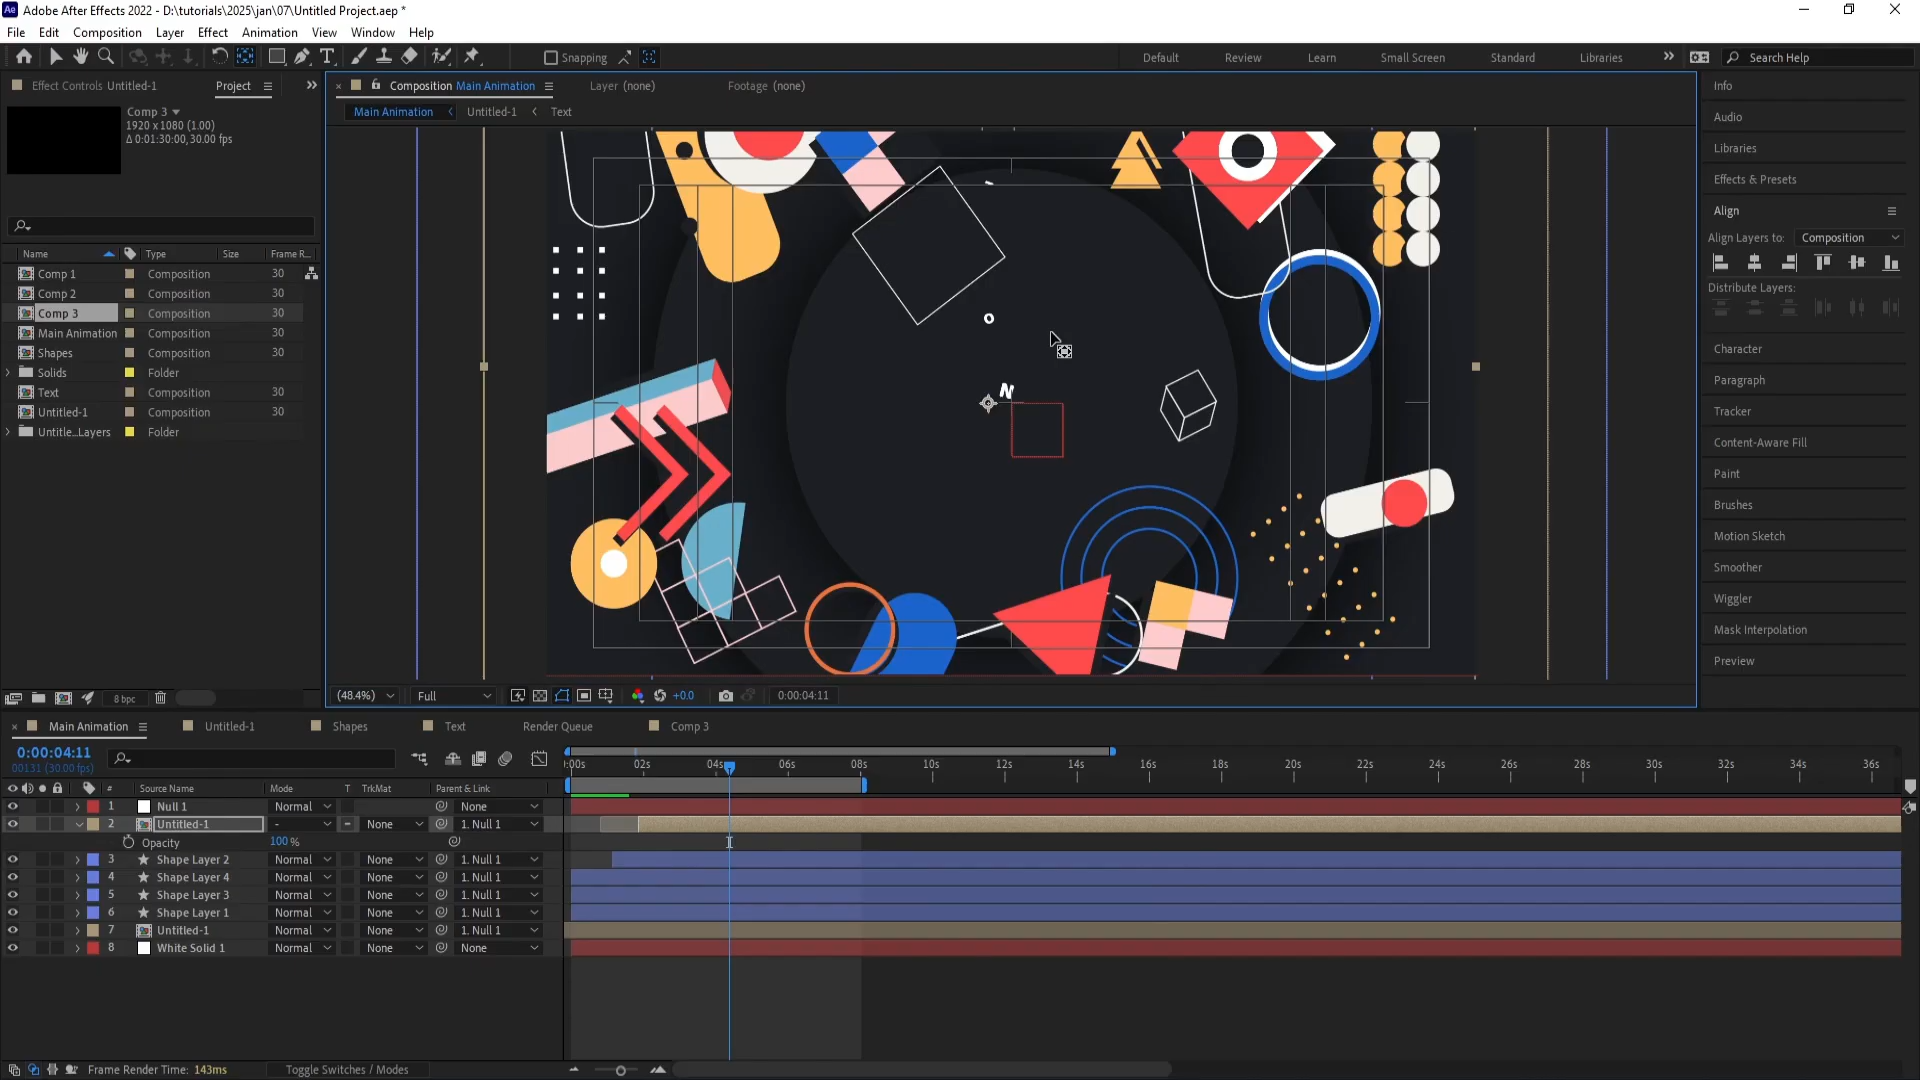 Ae Adobe After Effects 2022 - D:\tutorials\2025\jan\07\Untitled Project.aep *
File Edit Composition Layer Effect Animation View Window Help
Snapping Default Review Learn Small Screen Standard Libraries Search Help
Effect Controls Untitled-1 Project
Composition Main Animation Layer (none) Footage (none)
Main Animation Untitled-1 Text
Comp 3
1920 x 1080 (1.00)
Δ 0:01:30:00, 30.00 fps
Name Type Size Frame R...
Comp 1 Composition 30
Comp 2 Composition 30
Comp 3 Composition 30
Main Animation Composition 30
Shapes Composition 30
Solids Folder
Text Composition 30
Untitled-1 Composition 30
Untitle..Layers Folder
8 bpc
O
N
(48.4%) Full +0.0 0:00:04:11
Info
Audio
Libraries
Effects & Presets
Align
Align Layers to: Composition
Distribute Layers:
Character
Paragraph
Tracker
Content-Aware Fill
Paint
Brushes
Motion Sketch
Smoother
Wiggler
Mask Interpolation
Preview
Main Animation Untitled-1 Shapes Text Render Queue Comp 3
0:00:04:11
00131 (30.00 fps)
:00s 02s 04s 06s 08s 10s 12s 14s 16s 18s 20s 22s 24s 26s 28s 30s 32s 34s 36s
# Source Name Mode T TrkMat Parent & Link
1 Null 1 Normal None
2 Untitled-1 - None 1. Null 1
Opacity 100 %
3 Shape Layer 2 Normal None 1. Null 1
4 Shape Layer 4 Normal None 1. Null 1
5 Shape Layer 3 Normal None 1. Null 1
6 Shape Layer 1 Normal None 1. Null 1
7 Untitled-1 Normal None 1. Null 1
8 White Solid 1 Normal None None
Frame Render Time: 143ms Toggle Switches / Modes